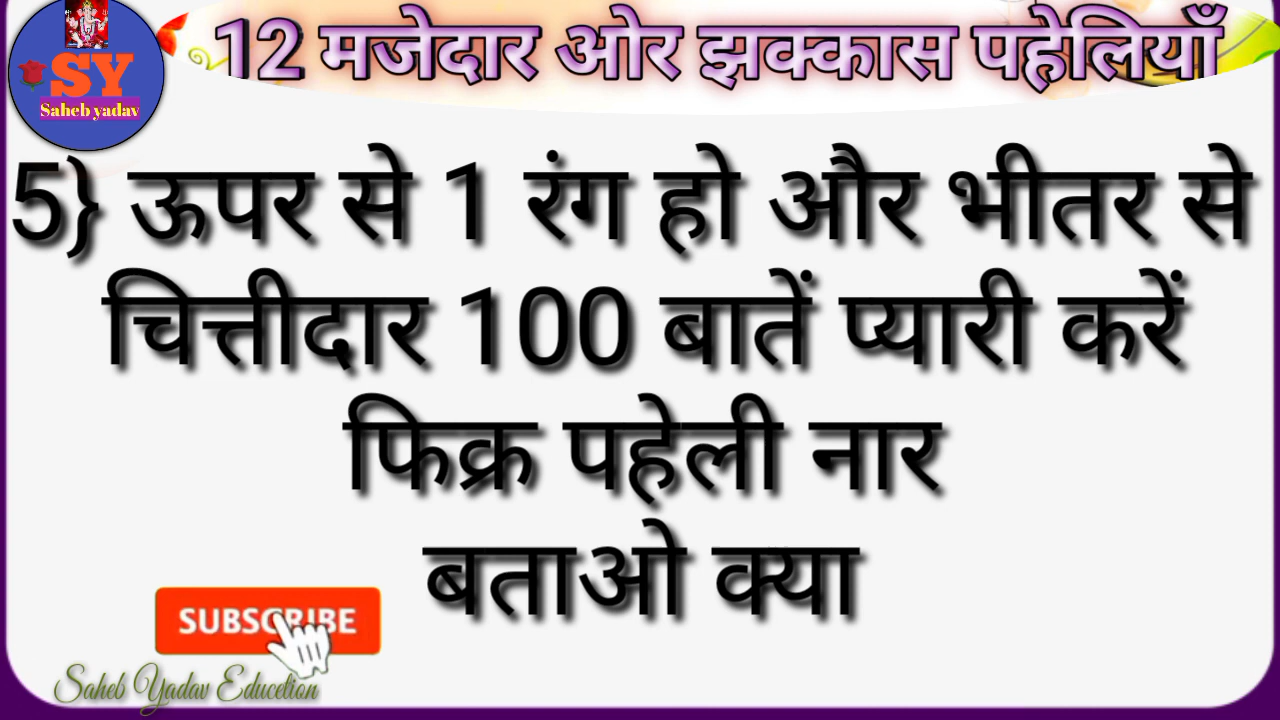 12 मजेदार ओर झक्कास पहेलियाँ
SY
Saheb yadav
5} ऊपर से 1 रंग हो और भीतर से
चित्तीदार 100 बातें प्यारी करें
फिक्र पहेली नार
बताओ क्या
SUBSCRIBE
Saheb Yadav Educetion